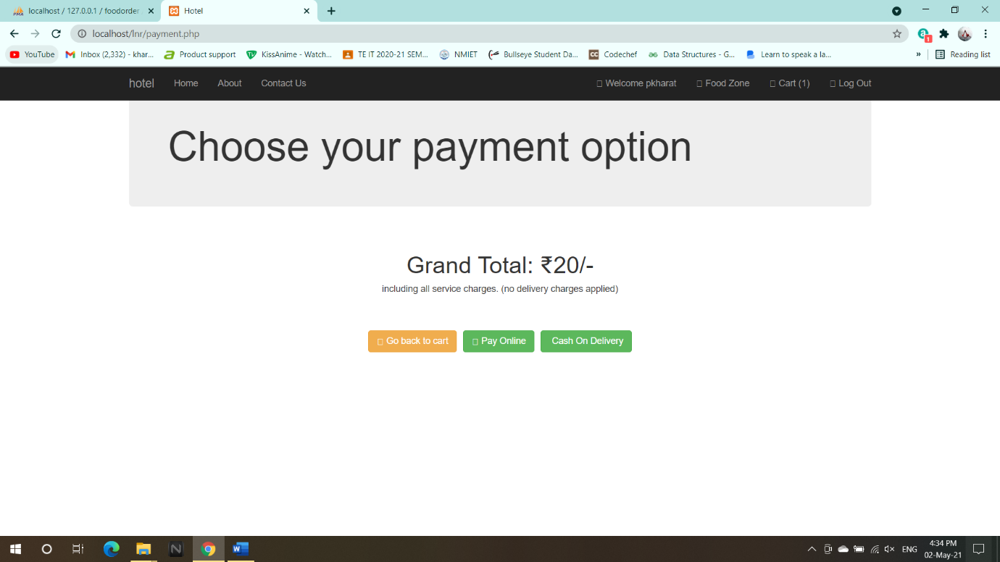 localhost / 127.0.0.1 / foodorder
Hotel
localhost/lnr/payment.php
1
YouTube Inbox (2,332) - khar... Product support KissAnime - Watch... TE IT 2020-21 SEM... NMIET Bullseye Student Da... CC Codechef Data Structures - G... Learn to speak a la... » Reading list
hotel Home About Contact Us Welcome pkharat Food Zone Cart (1) Log Out
Choose your payment option
Grand Total: ₹20/-
including all service charges. (no delivery charges applied)
Go back to cart Pay Online Cash On Delivery
ENG
4:34 PM
02-May-21